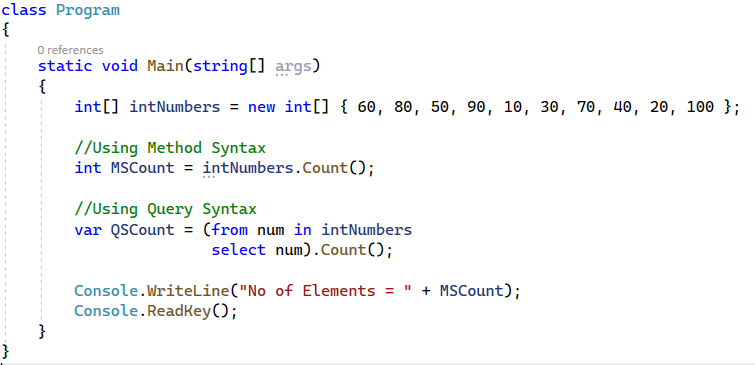 class Program
{
0 references
static void Main(string[] args)
{
int[] intNumbers = new int[] { 60, 80, 50, 90, 10, 30, 70, 40, 20, 100 };
//Using Method Syntax
int MSCount = intNumbers.Count();
//Using Query Syntax
var QSCount = (from num in intNumbers
select num).Count();
Console.WriteLine("No of Elements = " + MSCount);
Console.ReadKey();
}
}